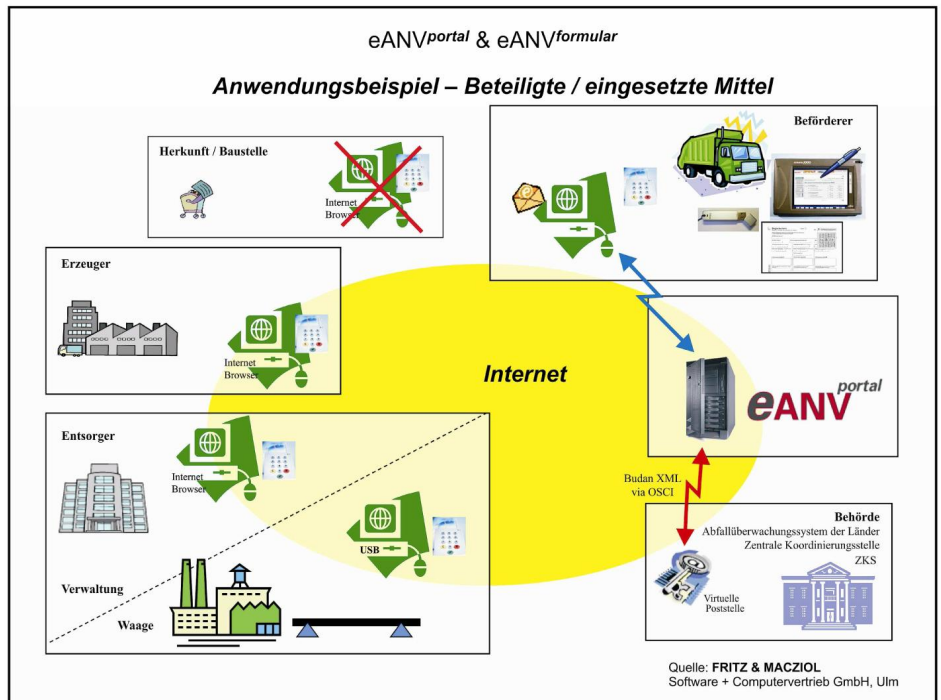 eANVportal & eANVformular
Anwendungsbeispiel – Beteiligte / eingesetzte Mittel
Herkunft / Baustelle
Internet
Browser
Beförderer
Erzeuger
Internet
Browser
Internet
eANV portal
Entsorger
Internet
Browser
USB
Verwaltung
Waage
Budan XML
via OSCI
Behörde
Abfallüberwachungssystem der Länder
Zentrale Koordinierungsstelle
ZKS
Virtuelle
Poststelle
Quelle: FRITZ & MACZIOL
Software + Computervertrieb GmbH, Ulm